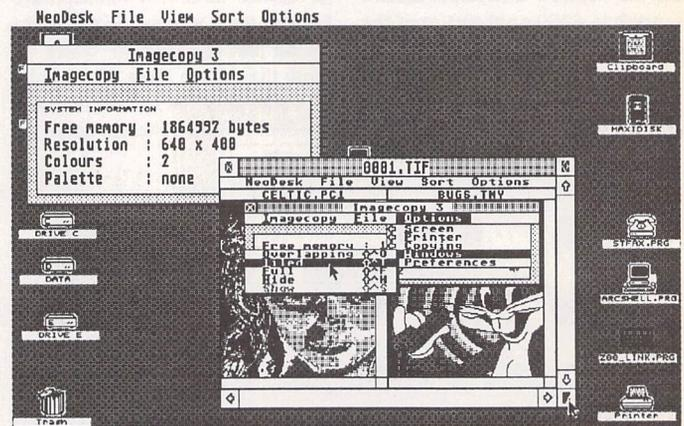 NeoDesk File View Sort Options
Imagecopy 3
Imagecopy File Options
SYSTEM INFORMATION
Free memory : 1864992 bytes
Resolution : 640 x 400
Colours : 2
Palette : none
Clipboard
MAXIDISK
0001.TIF
NeoDesk File View Sort Options
CELTIC.PC1 BUGS.TNY
Imagecopy 3
Imagecopy File Options
Screen
Printer
Copying
Windows
Preferences
Free memory : 1
Overlapping ⇧^O
Tiled ⇧^T
Full ⇧^F
Hide ⇧^H
Show ⇧^S
DRIVE C
DATA
DRIVE E
Trash
STFAX.PRG
ARCSHELL.PRG
ZOO_LINK.PRG
Printer